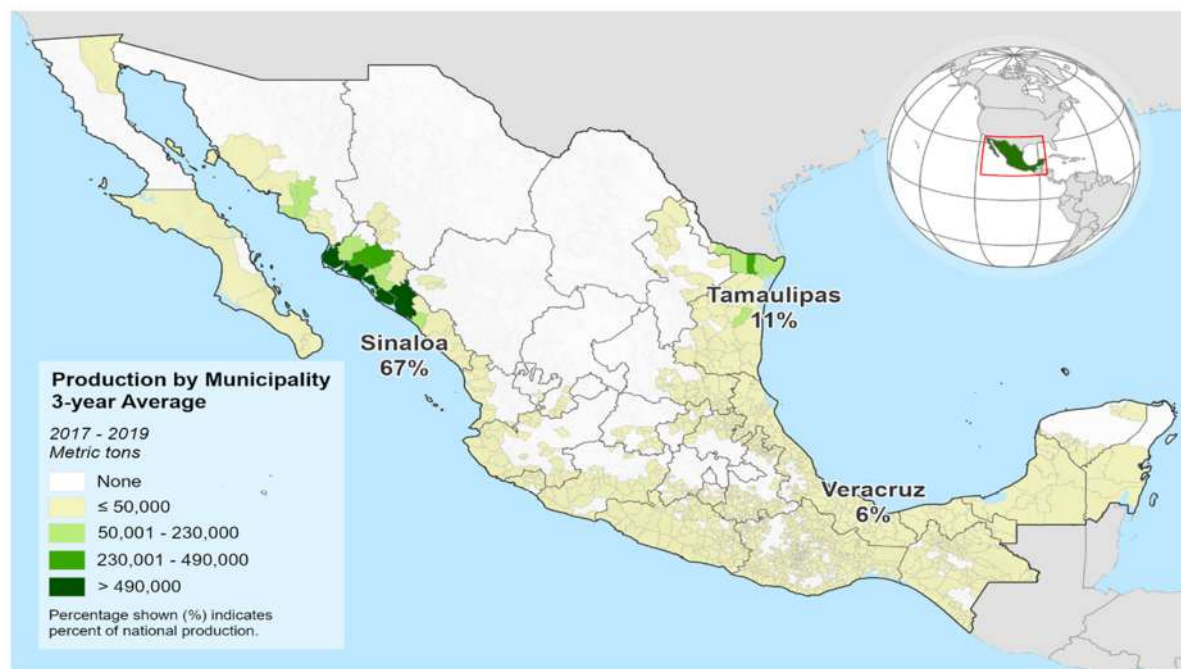 Tamaulipas
11%
Sinaloa
67%
Veracruz
6%
Production by Municipality
3-year Average
2017 - 2019
Metric tons
None
≤ 50,000
50,001 - 230,000
230,001 - 490,000
> 490,000
Percentage shown (%) indicates
percent of national production.